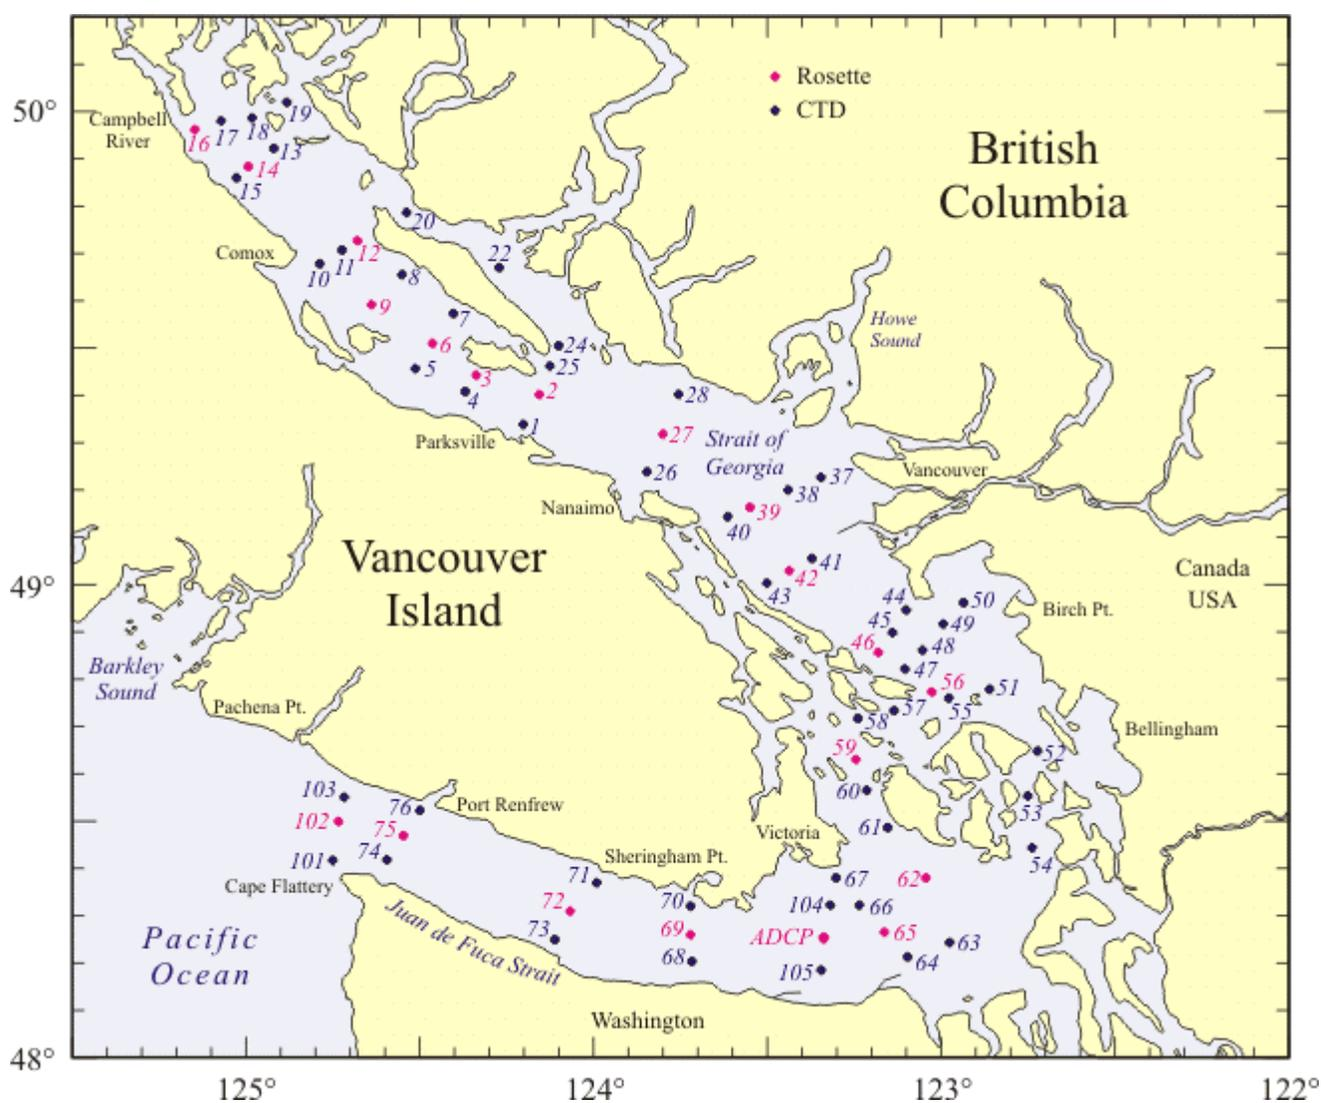 Rosette
CTD
50°
Campbell
River
British
Columbia
19
17
18
16
13
14
15
20
Comox
22
12
11
10
8
9
7
Howe
Sound
6
24
25
5
3
2
4
28
1
Parksville
27
Strait of
Georgia
26
37
Vancouver
38
Nanaimo
39
40
Vancouver
Island
41
42
43
49°
Canada
USA
44
50
Birch Pt.
45
49
46
48
47
Barkley
Sound
56
51
55
57
58
Pachena Pt.
Bellingham
59
52
103
60
53
76
Port Renfrew
102
75
61
Victoria
101
74
54
Sheringham Pt.
Cape Flattery
71
67
62
72
70
104
66
73
69
ADCP
65
63
Juan de Fuca Strait
68
105
64
Pacific
Ocean
Washington
48°
125°
124°
123°
122°